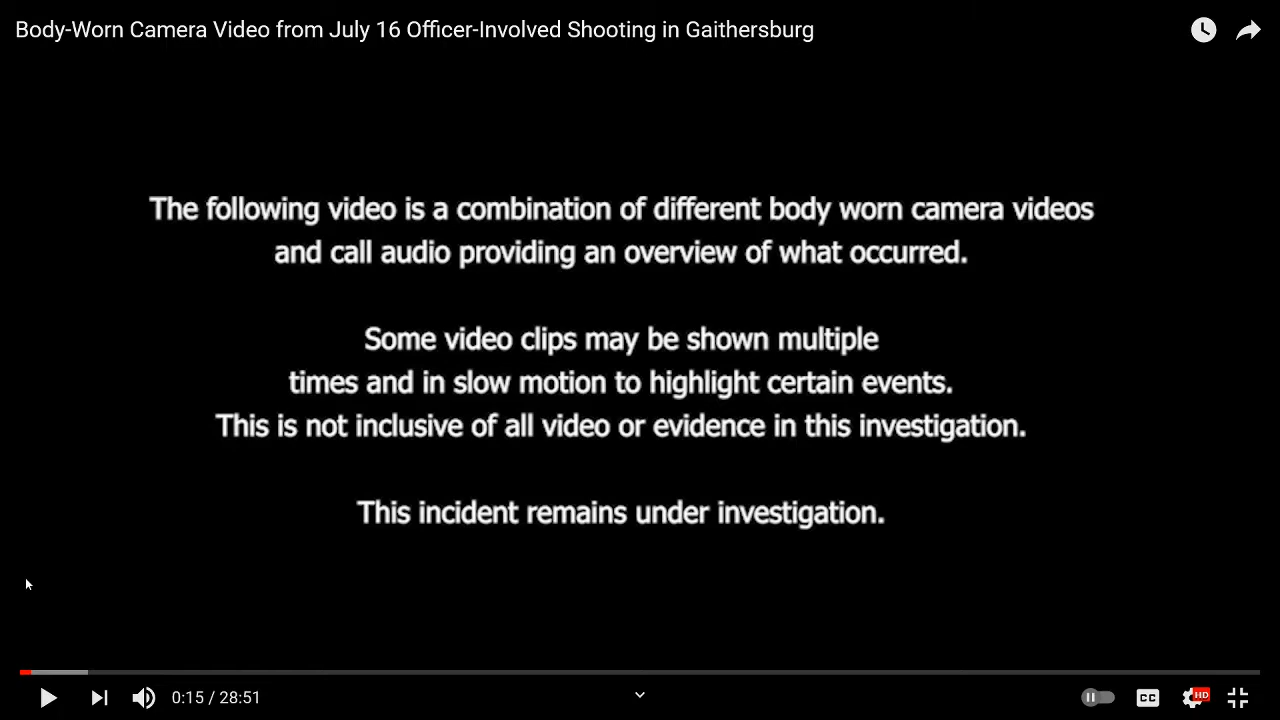 Body-Worn Camera Video from July 16 Officer-Involved Shooting in Gaithersburg
The following video is a combination of different body worn camera videos
and call audio providing an overview of what occurred.
Some video clips may be shown multiple
times and in slow motion to highlight certain events.
This is not inclusive of all video or evidence in this investigation.
This incident remains under investigation.
0:15 / 28:51
CC
HD